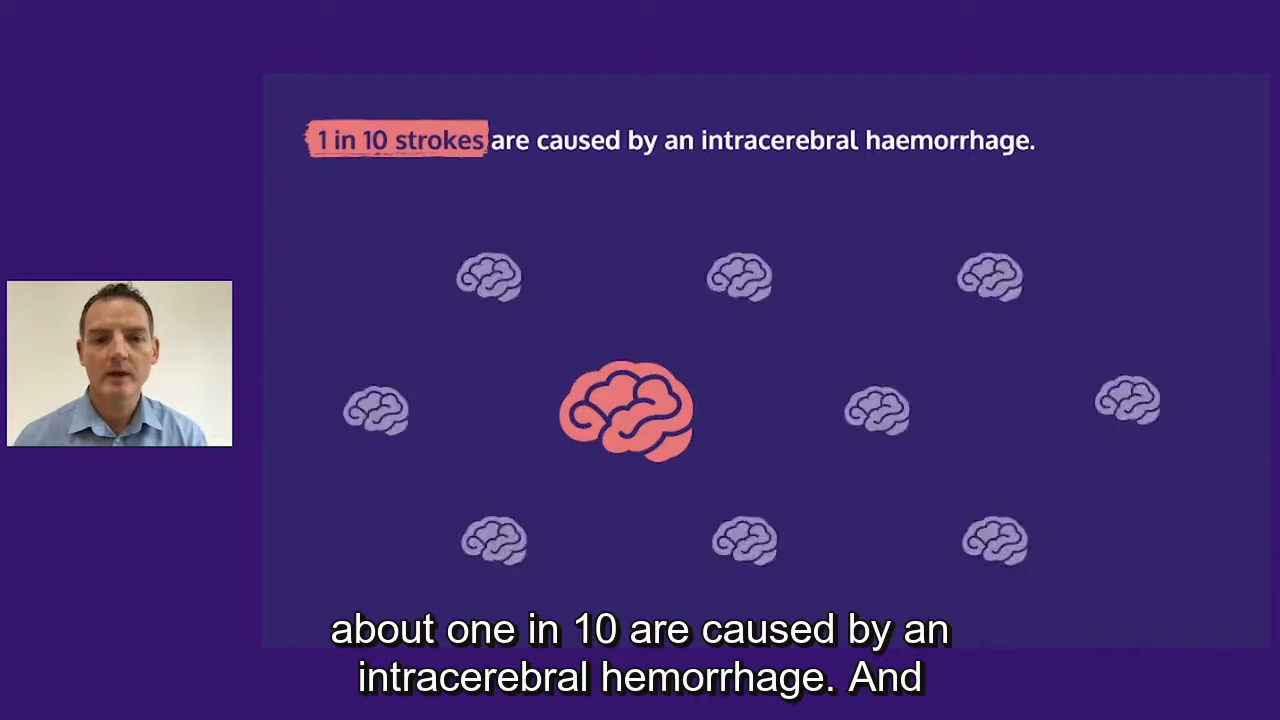 1 in 10 strokes are caused by an intracerebral haemorrhage.
about one in 10 are caused by an
intracerebral hemorrhage. And